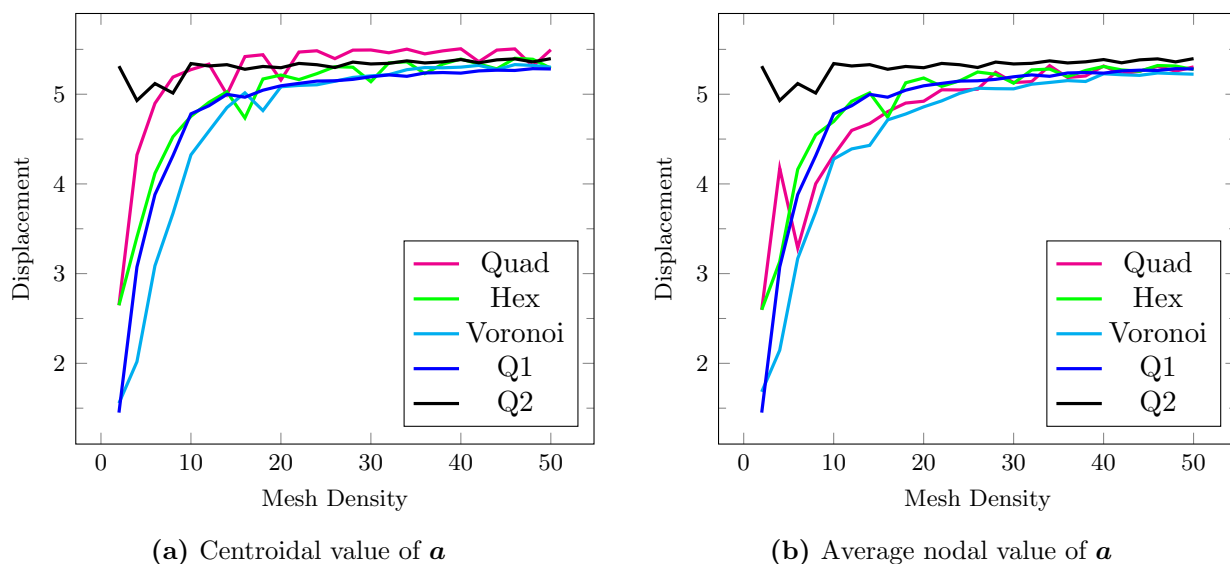 5
4
3
2
Displacement
0
10
20
30
40
50
Mesh Density
Quad
Hex
Voronoi
Q1
Q2
(a) Centroidal value of a
5
4
3
2
Displacement
0
10
20
30
40
50
Mesh Density
Quad
Hex
Voronoi
Q1
Q2
(b) Average nodal value of a